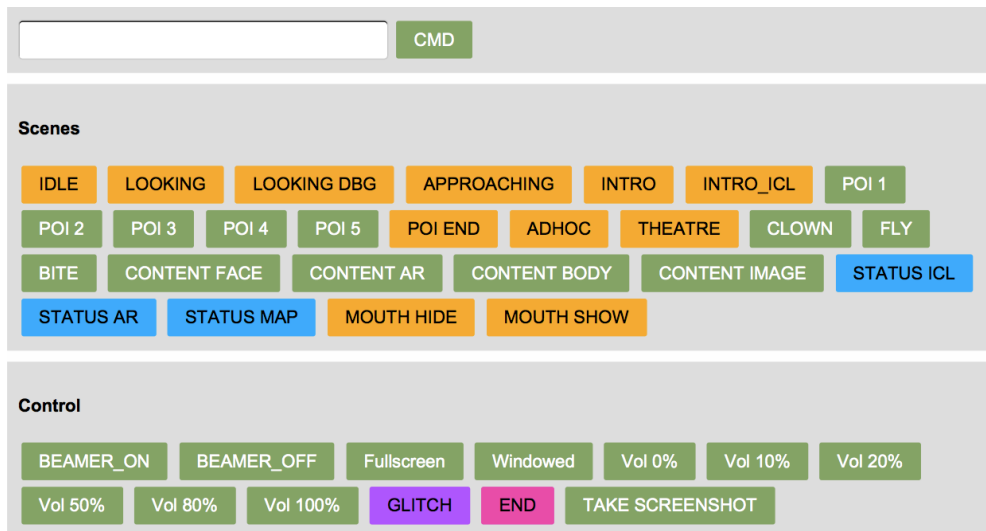 CMD
Scenes
IDLE LOOKING LOOKING DBG APPROACHING INTRO INTRO_ICL POI 1
POI 2 POI 3 POI 4 POI 5 POI END ADHOC THEATRE CLOWN FLY
BITE CONTENT FACE CONTENT AR CONTENT BODY CONTENT IMAGE STATUS ICL
STATUS AR STATUS MAP MOUTH HIDE MOUTH SHOW
Control
BEAMER_ON BEAMER_OFF Fullscreen Windowed Vol 0% Vol 10% Vol 20%
Vol 50% Vol 80% Vol 100% GLITCH END TAKE SCREENSHOT